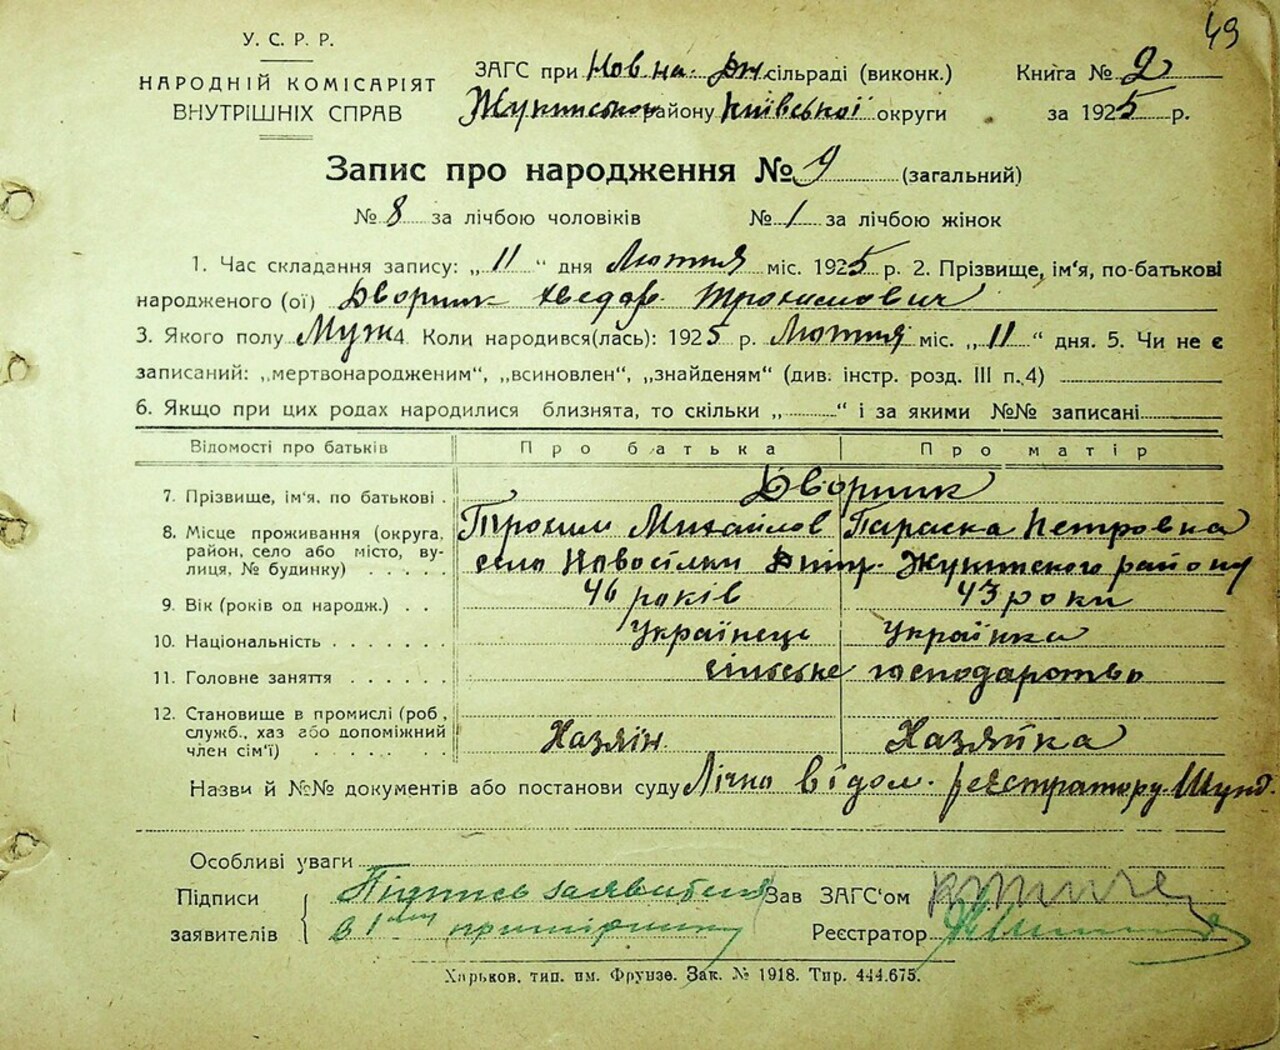 49
У. С. Р. Р.
НАРОДНІЙ КОМІСАРІЯТ
ВНУТРІШНІХ СПРАВ
ЗАГС при Нов на. Дн. сільраді (виконк.)
Жукинського району Київської округи
Книга № 2
за 1925 р.
Запис про народження № 9 (загальний)
№ 8 за лічбою чоловіків № 1 за лічбою жінок
1. Час складання запису: „11“ дня Лютня міс. 1925 р. 2. Прізвище, ім‘я, по-батькові
народженого (ої) Дворник Хведор Трохимович
3. Якого полу Муж 4. Коли народився(лась): 1925 р. Лютня міс. „11“ дня. 5. Чи не є
записаний: „мертвонародженим“, „всиновлен“, „знайденям“ (див. інстр. розд. III п. 4)
6. Якщо при цих родах народилися близнята, то скільки „ “ і за якими №№ записані
Відомості про батьків Про батька Про матір
7. Прізвище, ім‘я, по батькові Дворник
Трохим Михайлов Параска Петровна
8. Місце проживання (округа, район, село або місто, вулиця, № будинку) село Новосілки Дніпр. Жукинского району
9. Вік (років од народж.) 46 років 43 роки
10. Національність Українець Українка
11. Головне заняття сільське господарство
12. Становище в промислі (роб., служб., хаз або допоміжний член сім‘ї) Хазяін Хазяйка
Назви й №№ документів або постанови суду Лічно відом. реєстратору
Особливі уваги
Підписи заявителів Підпись заявителя
в 1 примірнику
Зав ЗАГС‘ом
Реєстратор
Харьков, тип. им. Фрунзе. Зак. № 1918. Тир. 444.675.